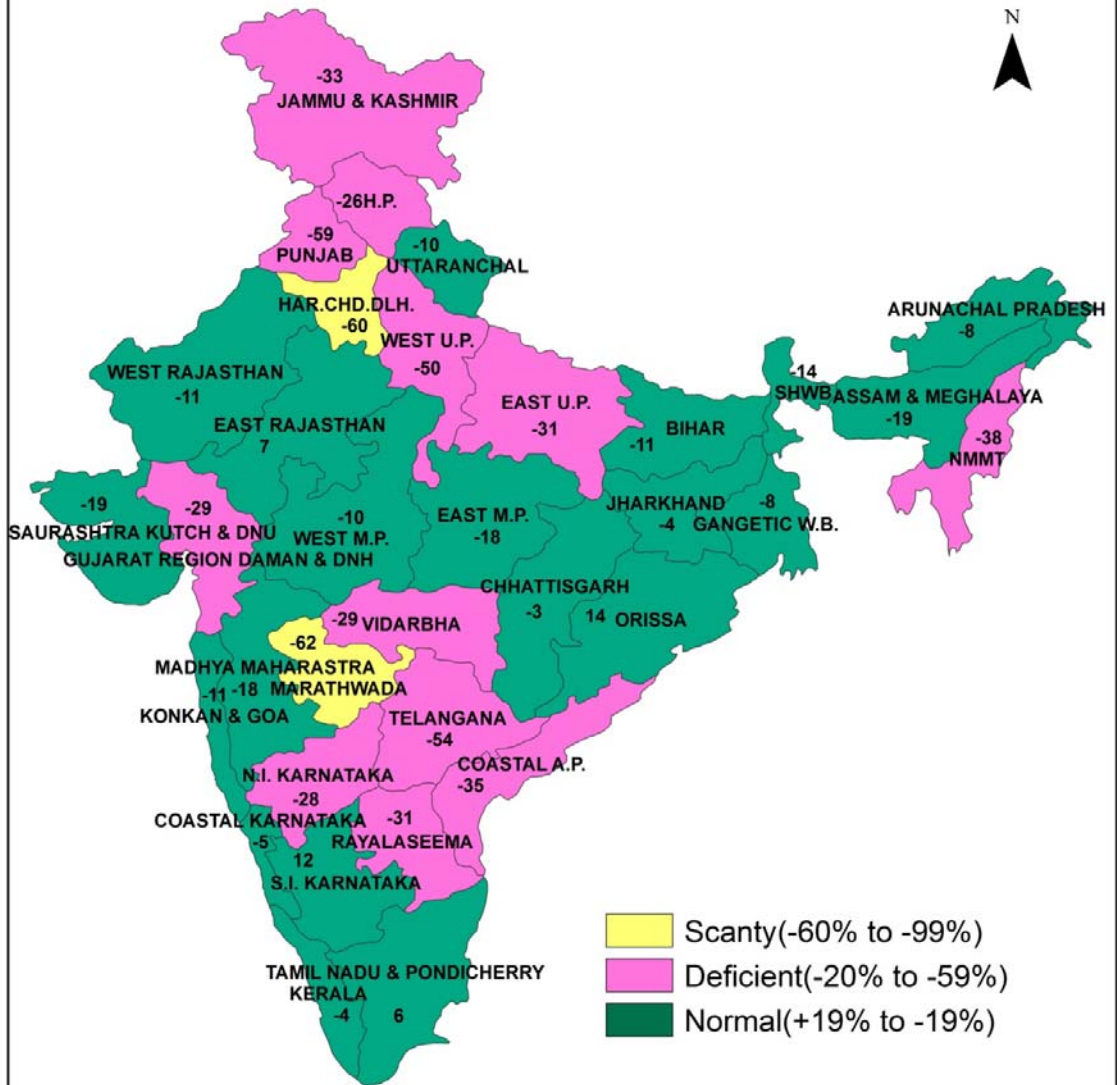 N
-33
JAMMU & KASHMIR
-26H.P.
-59
PUNJAB
-10
UTTARANCHAL
HAR.CHD.DLH.
-60
WEST U.P.
-50
ARUNACHAL PRADESH
-8
WEST RAJASTHAN
-11
EAST RAJASTHAN
7
EAST U.P.
-31
BIHAR
-11
-14
SHWB
ASSAM & MEGHALAYA
-19
-38
NMMT
-19
SAURASHTRA KUTCH & DNU
-29
GUJARAT REGION DAMAN & DNH
-10
WEST M.P.
EAST M.P.
-18
JHARKHAND
-4
-8
GANGETIC W.B.
CHHATTISGARH
-3
14
ORISSA
-29
VIDARBHA
-62
MADHYA MAHARASTRA
MARATHWADA
-11
-18
KONKAN & GOA
TELANGANA
-54
COASTAL A.P.
-35
N.I. KARNATAKA
-28
COASTAL KARNATAKA
-5
-31
RAYALASEEMA
12
S.I. KARNATAKA
TAMIL NADU & PONDICHERRY
KERALA
-4
6
Scanty(-60% to -99%)
Deficient(-20% to -59%)
Normal(+19% to -19%)